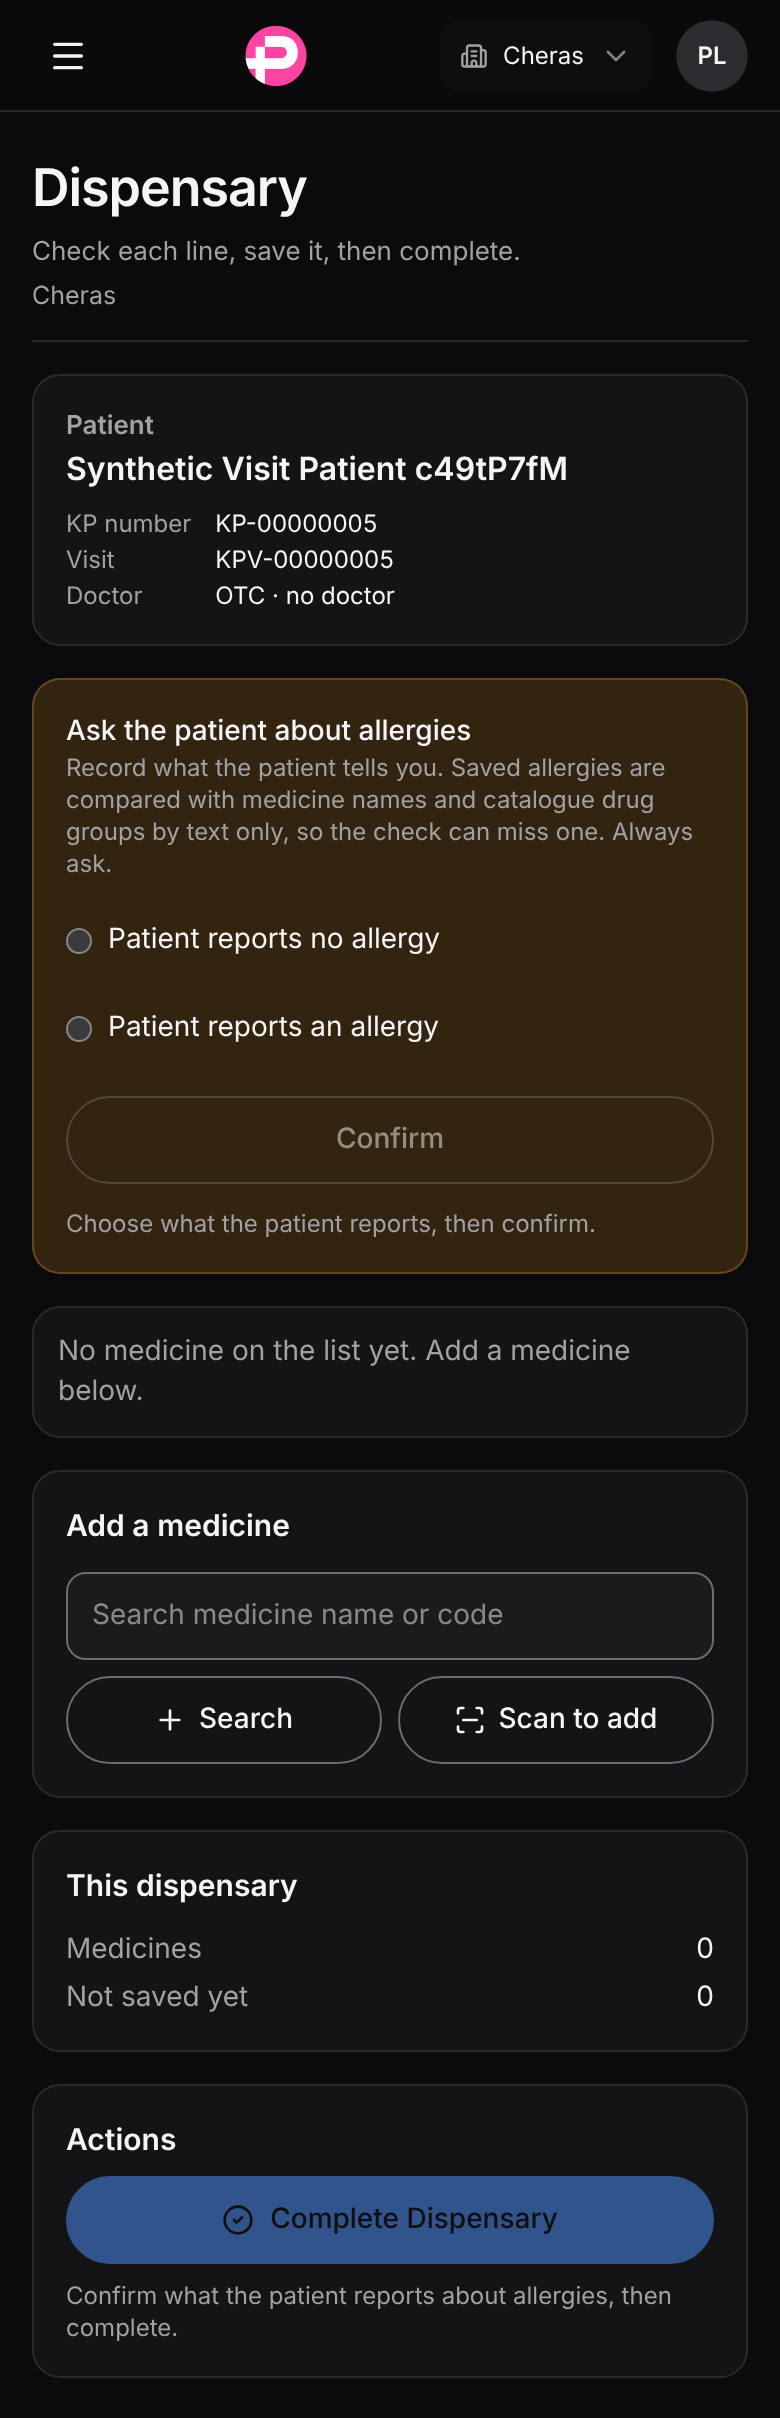 Cheras
PL
Dispensary
Check each line, save it, then complete.
Cheras
Patient
Synthetic Visit Patient c49tP7fM
KP number KP-00000005
Visit KPV-00000005
Doctor OTC · no doctor
Ask the patient about allergies
Record what the patient tells you. Saved allergies are
compared with medicine names and catalogue drug
groups by text only, so the check can miss one. Always
ask.
Patient reports no allergy
Patient reports an allergy
Confirm
Choose what the patient reports, then confirm.
No medicine on the list yet. Add a medicine
below.
Add a medicine
Search medicine name or code
Search
Scan to add
This dispensary
Medicines 0
Not saved yet 0
Actions
Complete Dispensary
Confirm what the patient reports about allergies, then
complete.